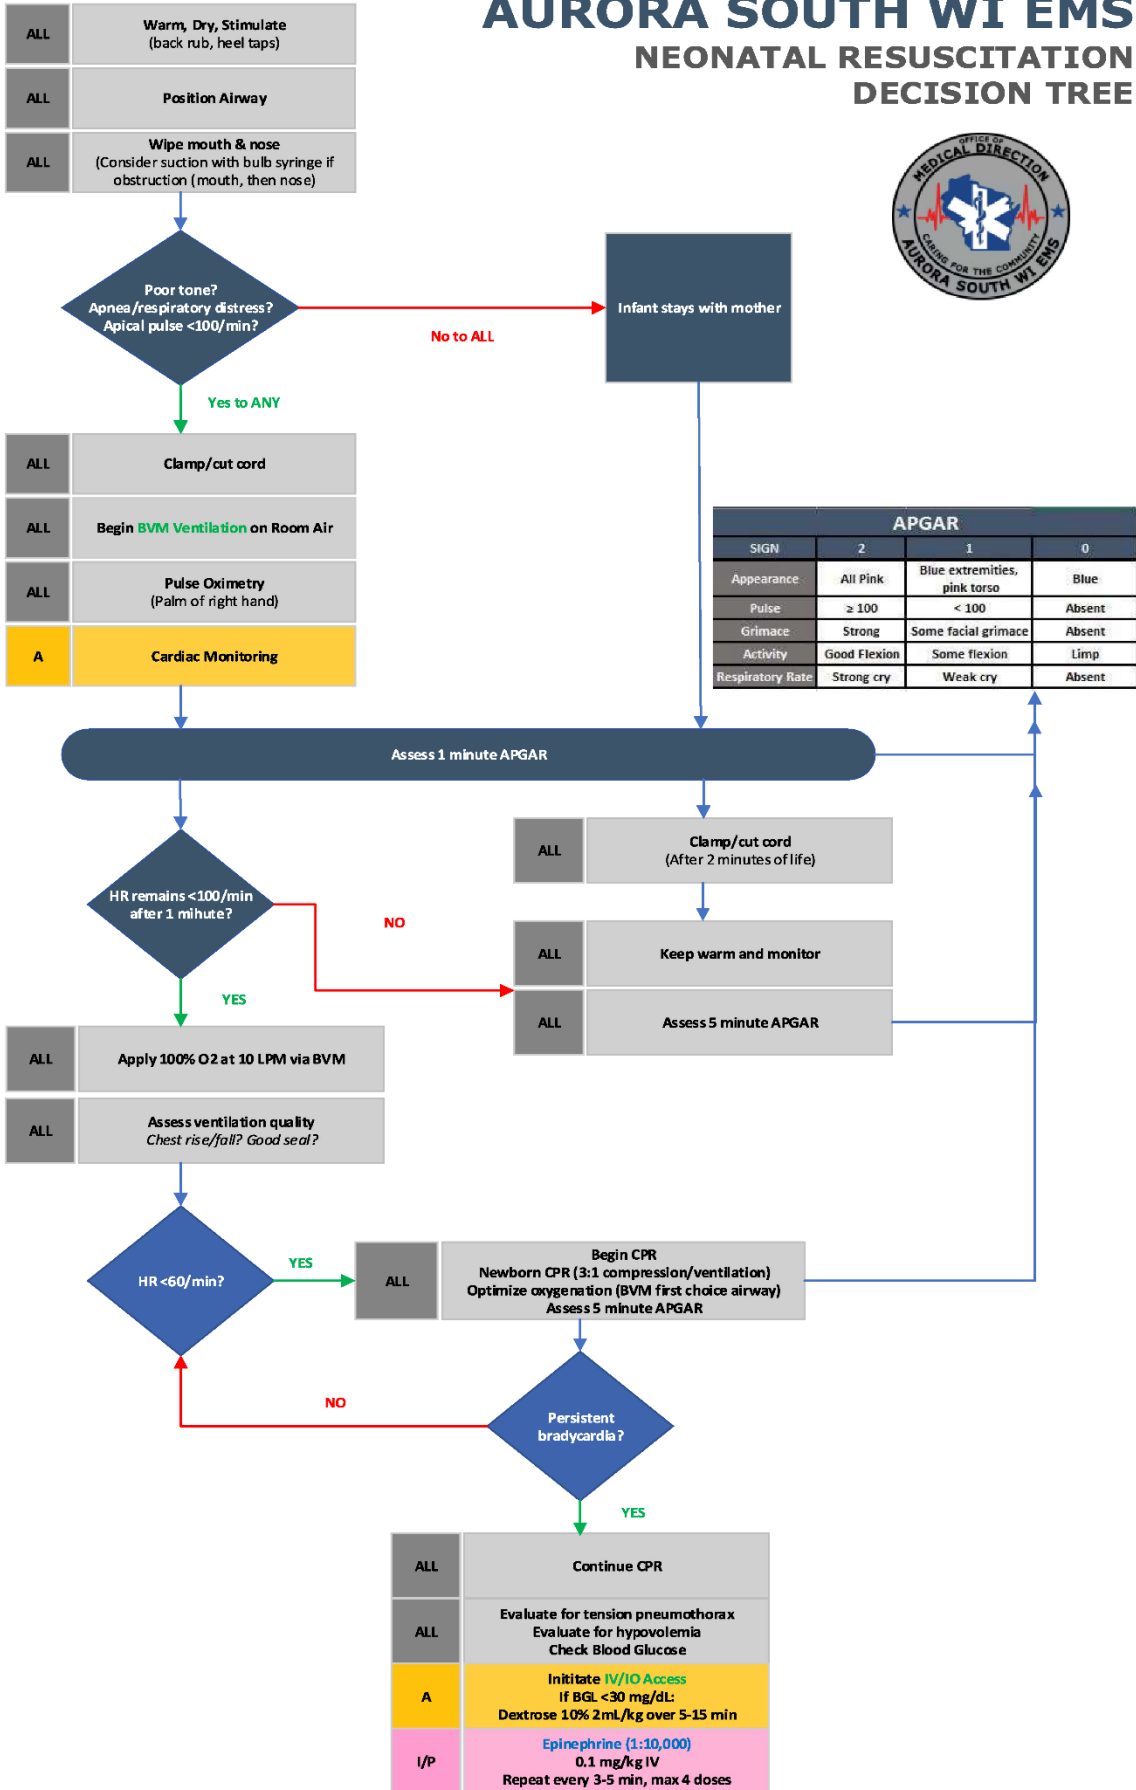 AURORA SOUTH WI EMS
NEONATAL RESUSCITATION
DECISION TREE
OFFICE OF
MEDICAL DIRECTION
CARING FOR THE COMMUNITY
AURORA SOUTH WI EMS
ALL
Warm, Dry, Stimulate
(back rub, heel taps)
ALL
Position Airway
ALL
Wipe mouth & nose
(Consider suction with bulb syringe if
obstruction (mouth, then nose)
Poor tone?
Apnea/respiratory distress?
Apical pulse <100/min?
No to ALL
Infant stays with mother
Yes to ANY
ALL
Clamp/cut cord
ALL
Begin BVM Ventilation on Room Air
ALL
Pulse Oximetry
(Palm of right hand)
A
Cardiac Monitoring
APGAR
SIGN 2 1 0
Appearance All Pink Blue extremities, pink torso Blue
Pulse ≥ 100 < 100 Absent
Grimace Strong Some facial grimace Absent
Activity Good Flexion Some flexion Limp
Respiratory Rate Strong cry Weak cry Absent
Assess 1 minute APGAR
HR remains <100/min
after 1 mihute?
NO
YES
ALL
Clamp/cut cord
(After 2 minutes of life)
ALL
Keep warm and monitor
ALL
Assess 5 minute APGAR
ALL
Apply 100% O2 at 10 LPM via BVM
ALL
Assess ventilation quality
Chest rise/fall? Good seal?
HR <60/min?
YES
ALL
Begin CPR
Newborn CPR (3:1 compression/ventilation)
Optimize oxygenation (BVM first choice airway)
Assess 5 minute APGAR
NO
Persistent
bradycardia?
YES
ALL
Continue CPR
ALL
Evaluate for tension pneumothorax
Evaluate for hypovolemia
Check Blood Glucose
A
Inititate IV/IO Access
If BGL <30 mg/dL:
Dextrose 10% 2mL/kg over 5-15 min
I/P
Epinephrine (1:10,000)
0.1 mg/kg IV
Repeat every 3-5 min, max 4 doses